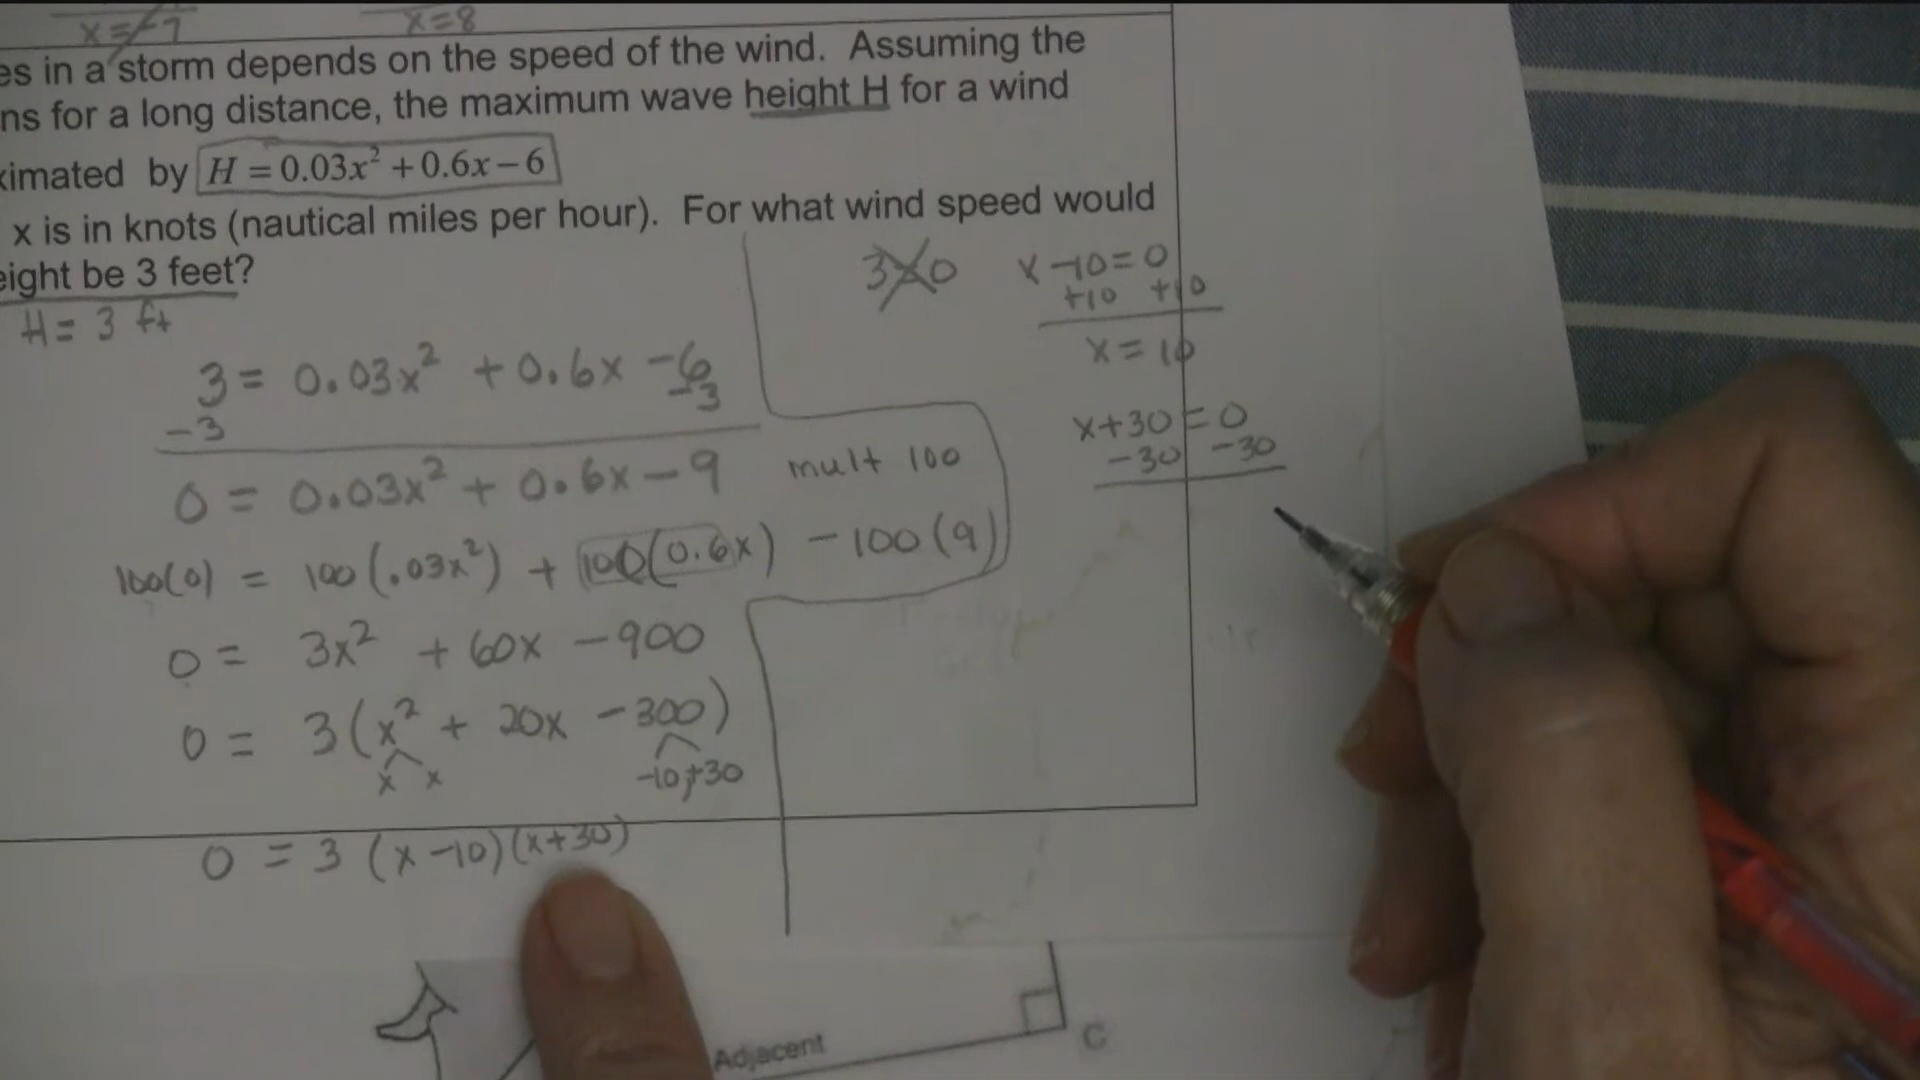 x=-7
x=8
es in a storm depends on the speed of the wind. Assuming the
ns for a long distance, the maximum wave height H for a wind
ximated by H = 0.03x² + 0.6x − 6
x is in knots (nautical miles per hour). For what wind speed would
eight be 3 feet?
H = 3 ft
3 = 0.03x² + 0.6x -6
-3 -3
0 = 0.03x² + 0.6x - 9 mult 100
100(0) = 100(.03x²) + 100(0.6x) - 100(9)
0 = 3x² + 60x - 900
0 = 3(x² + 20x - 300)
x x -10,+30
0 = 3 (x-10)(x+30)
x -10 = 0
+10 +10
x = 10
x+30 = 0
-30 -30
Adjacent
C